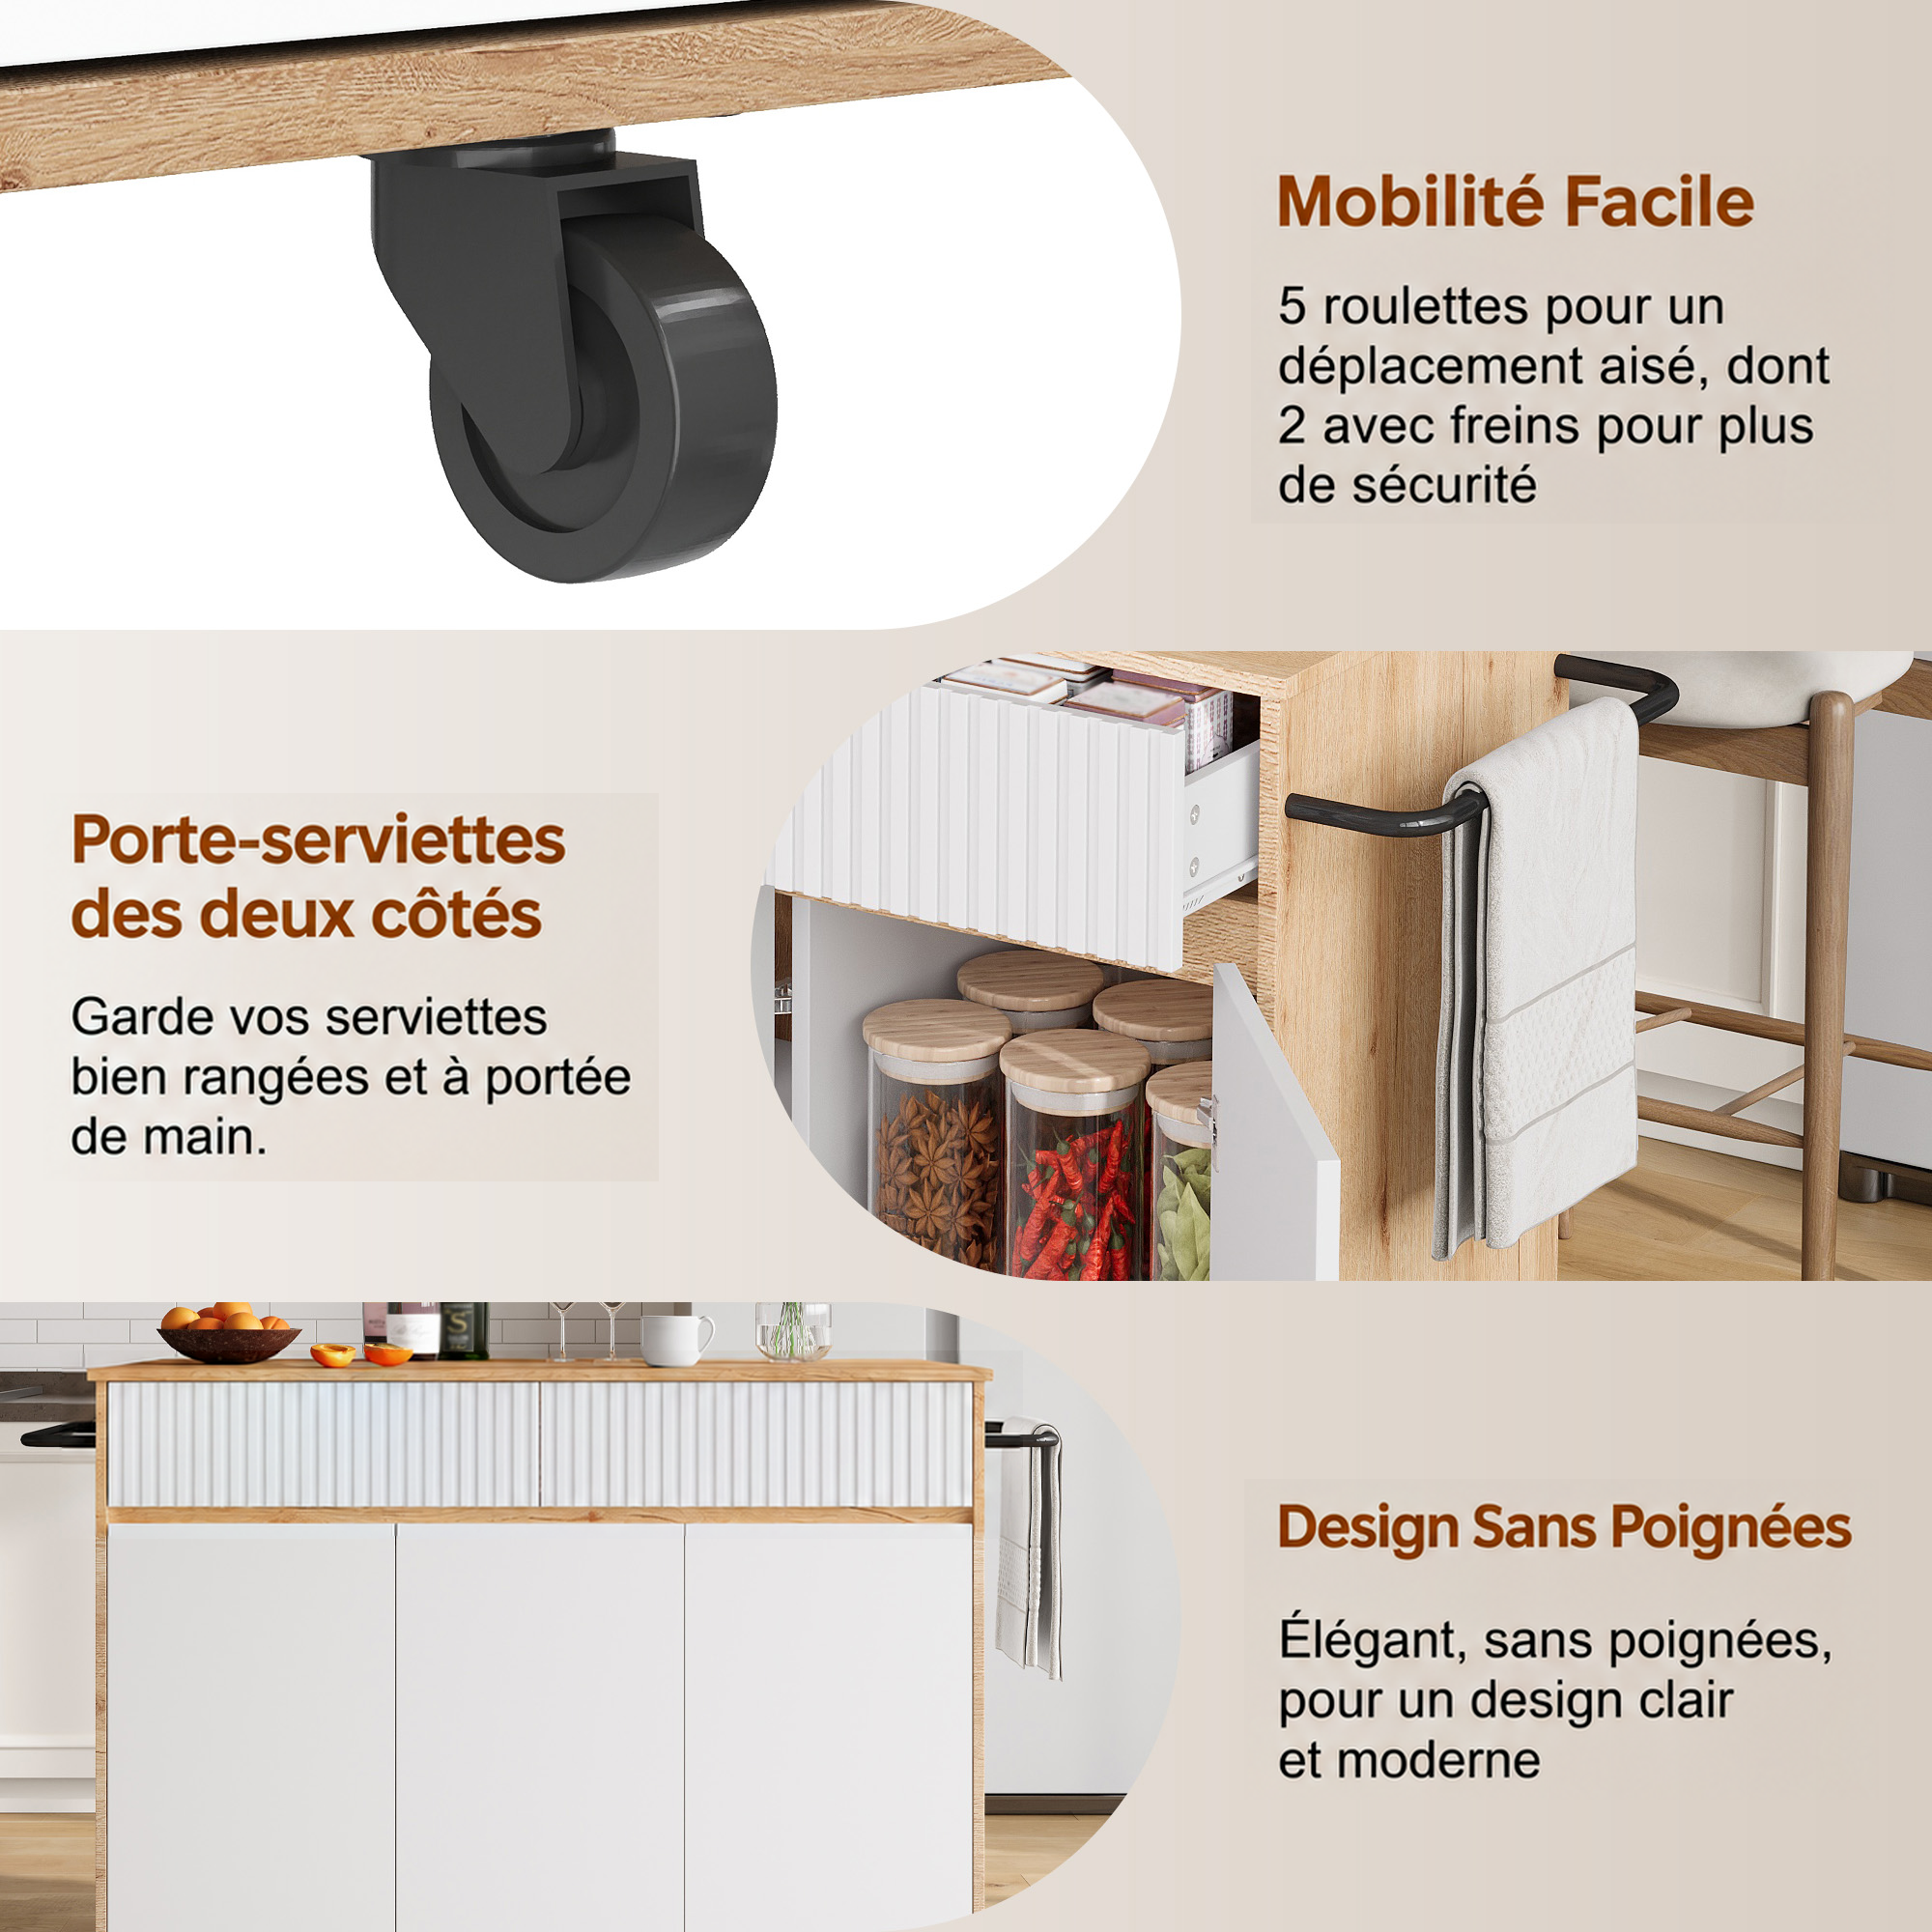 Mobilité Facile
5 roulettes pour un
déplacement aisé, dont
2 avec freins pour plus
de sécurité
Porte-serviettes
des deux côtés
Garde vos serviettes
bien rangées et à portée
de main.
Design Sans Poignées
Élégant, sans poignées,
pour un design clair
et moderne